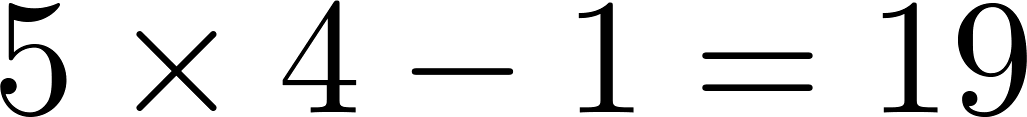 5 × 4 − 1 = 19